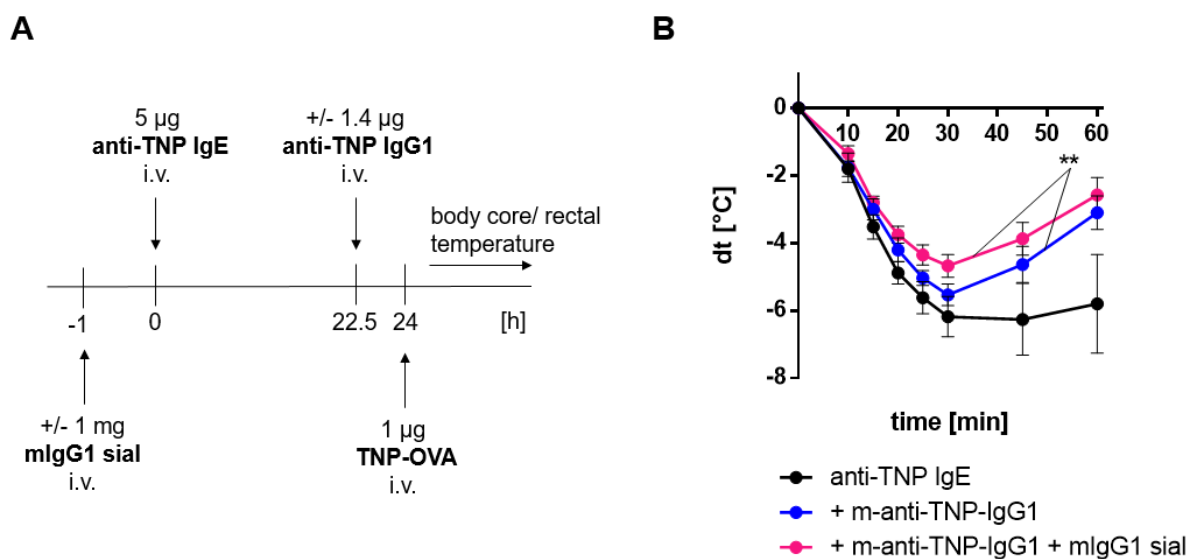 A
5 µg
anti-TNP IgE
i.v.
+/- 1.4 µg
anti-TNP IgG1
i.v.
body core/ rectal
temperature
-1
0
22.5
24
[h]
+/- 1 mg
mIgG1 sial
i.v.
1 µg
TNP-OVA
i.v.
B
0
-2
-4
-6
-8
dt [°C]
10
20
30
40
50
60
**
time [min]
anti-TNP IgE
+ m-anti-TNP-IgG1
+ m-anti-TNP-IgG1 + mIgG1 sial